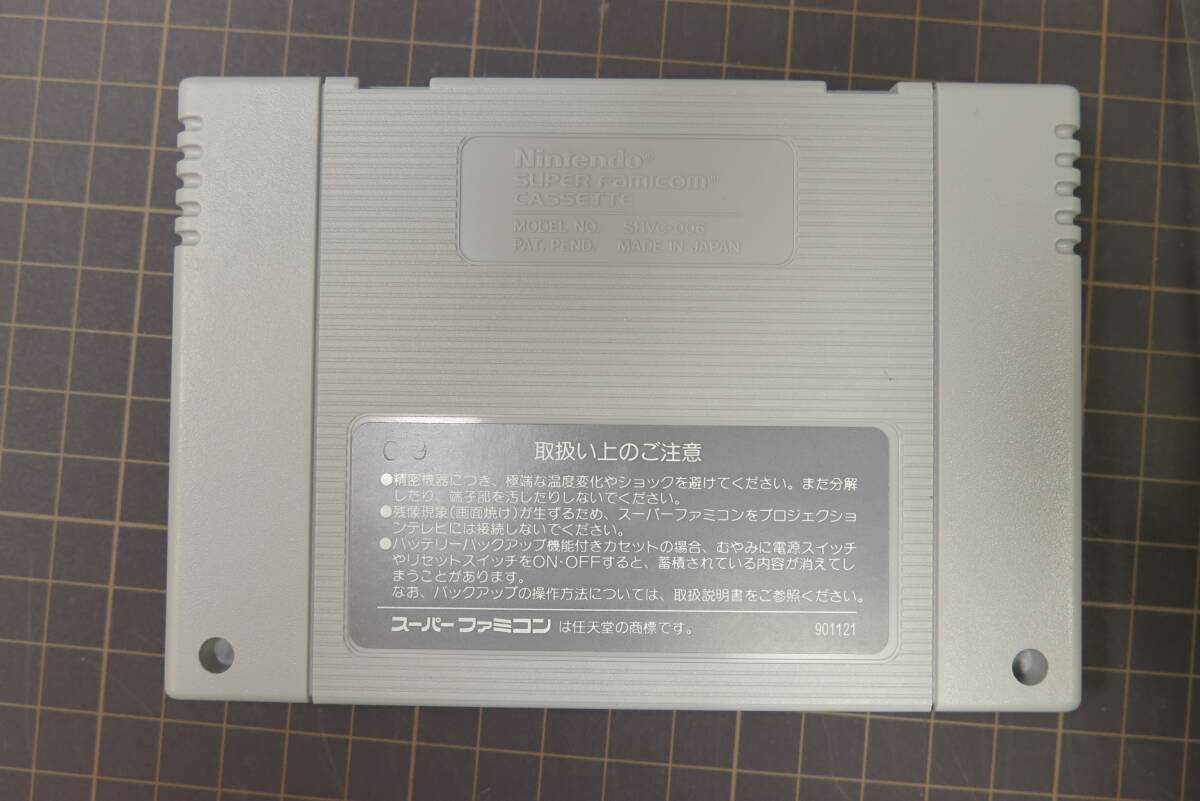 Nintendo®
SUPER Famicom®
CASSETTE
MODEL NO. SHVC-006
PAT. PEND. MADE IN JAPAN
取扱い上のご注意
●精密機器につき、極端な温度変化やショックを避けてください。また分解
したり、端子部を汚したりしないでください。
●残像現象(画面焼け)が生ずるため、スーパーファミコンをプロジェクショ
ンテレビには接続しないでください。
●バッテリーバックアップ機能付きカセットの場合、むやみに電源スイッチ
やリセットスイッチをON・OFFすると、蓄積されている内容が消えてし
まうことがあります。
なお、バックアップの操作方法については、取扱説明書をご参照ください。
スーパーファミコン は任天堂の商標です。 901121